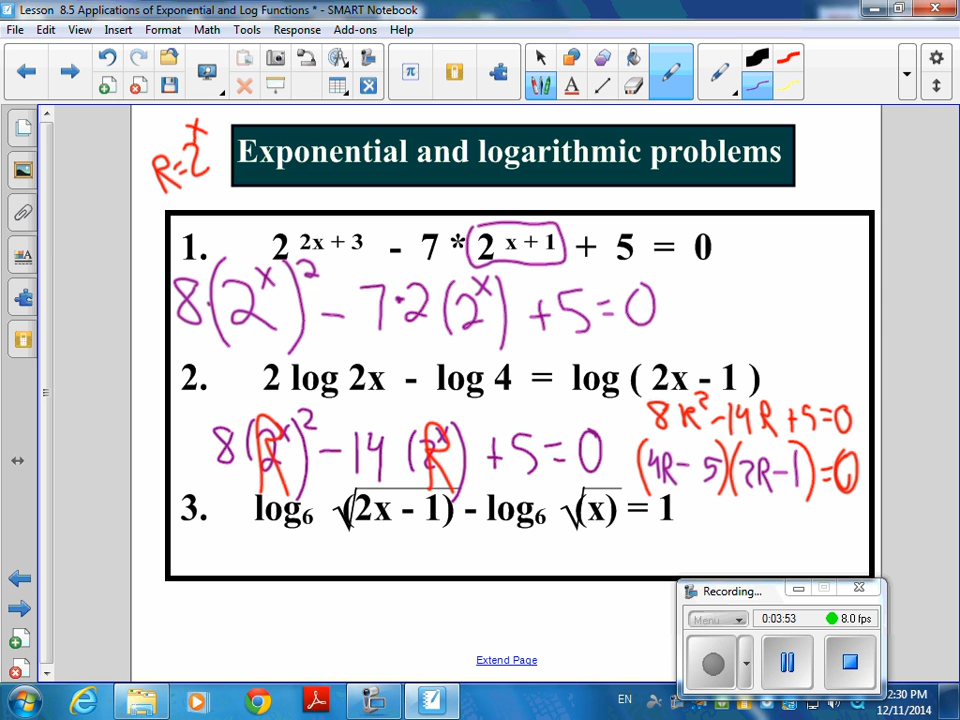 Lesson 8.5 Applications of Exponential and Log Functions * - SMART Notebook
File Edit View Insert Format Math Tools Response Add-ons Help
R=2^x
Exponential and logarithmic problems
1. 2^(2x + 3) - 7 * 2^(x + 1) + 5 = 0
8(2^x)^2 - 7·2(2^x) + 5 = 0
2. 2 log 2x - log 4 = log ( 2x - 1 )
8R² - 14R + 5 = 0
8(2^x)^2 - 14(2^x) + 5 = 0
(4R - 5)(2R - 1) = 0
3. log₆ √(2x - 1) - log₆ √(x) = 1
Recording...
Menu 0:03:53 8.0 fps
Extend Page
EN 2:30 PM
12/11/2014